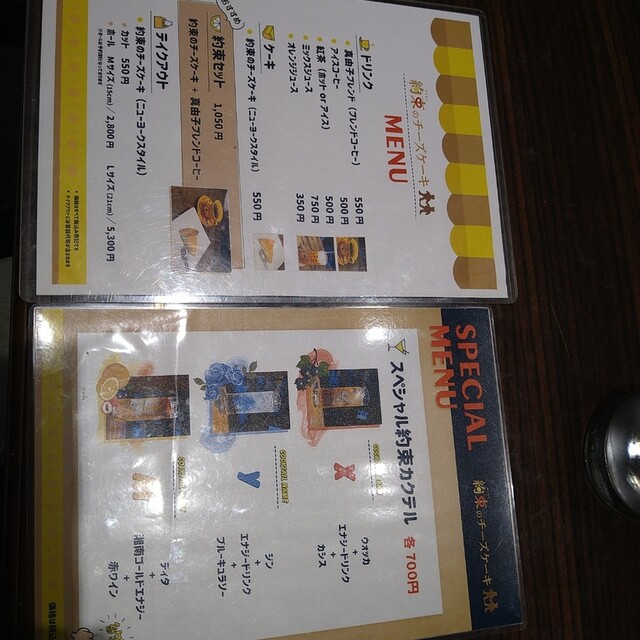 約束のチーズケーキ
MENU
ドリンク
真由子ブレンド（ブレンドコーヒー） 550円
アイスコーヒー 500円
紅茶（ホット or アイス） 500円
ミックスジュース 750円
オレンジジュース 350円
ケーキ
約束のチーズケーキ（ニューヨークスタイル） 550円
おすすめ
約束セット 1,050円
約束のチーズケーキ + 真由子ブレンドコーヒー
テイクアウト
約束のチーズケーキ（ニューヨークスタイル）
カット 550円
ホール Mサイズ(15cm)／2,800円 Lサイズ(21cm)／5,300円
SPECIAL
MENU
約束のチーズケーキ
スペシャル約束カクテル 各700円
X
ウオッカ
+
エナジードリンク
+
カシス
COCKTAIL NAME
Y
ジン
+
エナジードリンク
+
ブルーキュラソー
M
ディタ
+
湘南ゴールドエナジー
+
赤ワイン